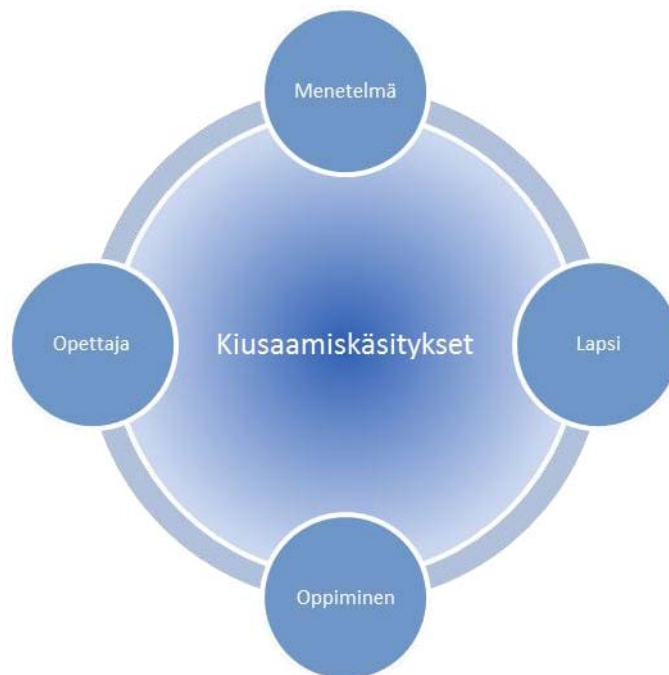 Menetelmä
Opettaja
Kiusaamiskäsitykset
Lapsi
Oppiminen